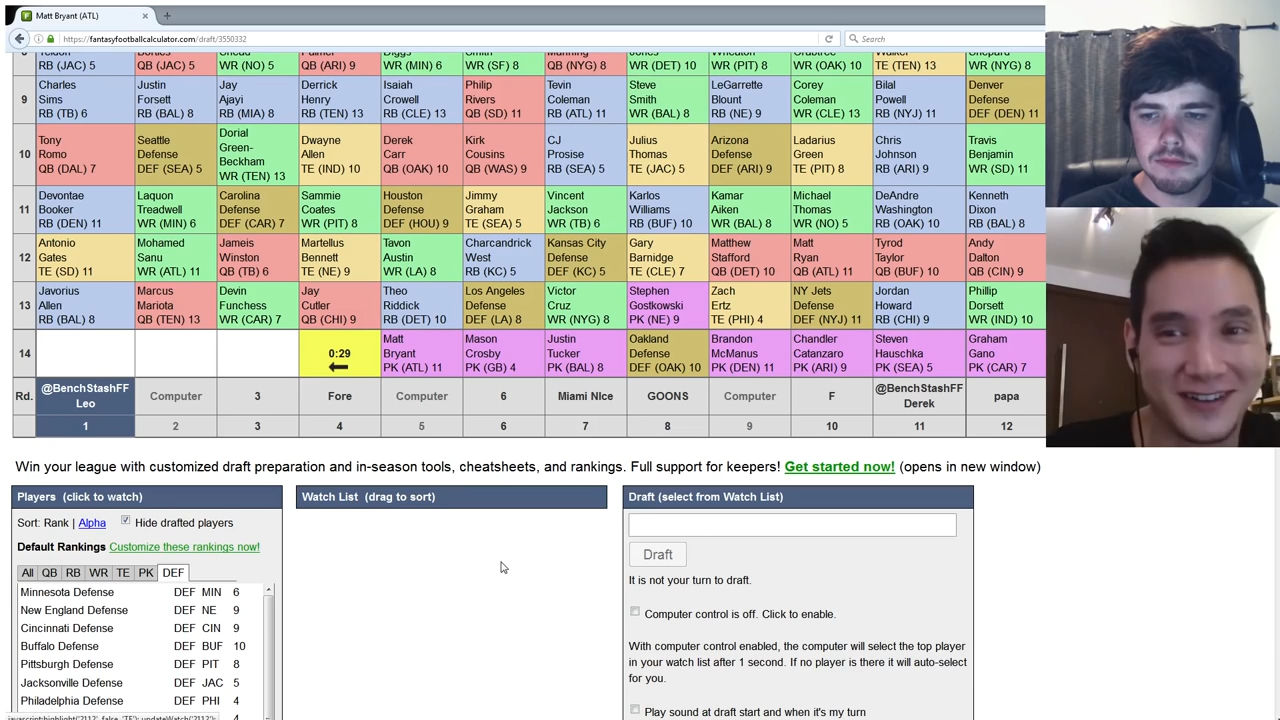 Matt Bryant (ATL)
https://fantasyfootballcalculator.com/draft/3550332
Search
RB (JAC) 5 QB (JAC) 5 WR (NO) 5 QB (ARI) 9 WR (MIN) 6 WR (SF) 8 QB (NYG) 8 WR (DET) 10 WR (PIT) 8 WR (OAK) 10 TE (TEN) 13 WR (NYG) 8
9 Charles Sims RB (TB) 6 Justin Forsett RB (BAL) 8 Jay Ajayi RB (MIA) 8 Derrick Henry RB (TEN) 13 Isaiah Crowell RB (CLE) 13 Philip Rivers QB (SD) 11 Tevin Coleman RB (ATL) 11 Steve Smith WR (BAL) 8 LeGarrette Blount RB (NE) 9 Corey Coleman WR (CLE) 13 Bilal Powell RB (NYJ) 11 Denver Defense DEF (DEN) 11
10 Tony Romo QB (DAL) 7 Seattle Defense DEF (SEA) 5 Dorial Green-Beckham WR (TEN) 13 Dwayne Allen TE (IND) 10 Derek Carr QB (OAK) 10 Kirk Cousins QB (WAS) 9 CJ Prosise RB (SEA) 5 Julius Thomas TE (JAC) 5 Arizona Defense DEF (ARI) 9 Ladarius Green TE (PIT) 8 Chris Johnson RB (ARI) 9 Travis Benjamin WR (SD) 11
11 Devontae Booker RB (DEN) 11 Laquon Treadwell WR (MIN) 6 Carolina Defense DEF (CAR) 7 Sammie Coates WR (PIT) 8 Houston Defense DEF (HOU) 9 Jimmy Graham TE (SEA) 5 Vincent Jackson WR (TB) 6 Karlos Williams RB (BUF) 10 Kamar Aiken WR (BAL) 8 Michael Thomas WR (NO) 5 DeAndre Washington RB (OAK) 10 Kenneth Dixon RB (BAL) 8
12 Antonio Gates TE (SD) 11 Mohamed Sanu WR (ATL) 11 Jameis Winston QB (TB) 6 Martellus Bennett TE (NE) 9 Tavon Austin WR (LA) 8 Charcandrick West RB (KC) 5 Kansas City Defense DEF (KC) 5 Gary Barnidge TE (CLE) 7 Matthew Stafford QB (DET) 10 Matt Ryan QB (ATL) 11 Tyrod Taylor QB (BUF) 10 Andy Dalton QB (CIN) 9
13 Javorius Allen RB (BAL) 8 Marcus Mariota QB (TEN) 13 Devin Funchess WR (CAR) 7 Jay Cutler QB (CHI) 9 Theo Riddick RB (DET) 10 Los Angeles Defense DEF (LA) 8 Victor Cruz WR (NYG) 8 Stephen Gostkowski PK (NE) 9 Zach Ertz TE (PHI) 4 NY Jets Defense DEF (NYJ) 11 Jordan Howard RB (CHI) 9 Phillip Dorsett WR (IND) 10
14 0:29 Matt Bryant PK (ATL) 11 Mason Crosby PK (GB) 4 Justin Tucker PK (BAL) 8 Oakland Defense DEF (OAK) 10 Brandon McManus PK (DEN) 11 Chandler Catanzaro PK (ARI) 9 Steven Hauschka PK (SEA) 5 Graham Gano PK (CAR) 7
Rd. @BenchStashFF Leo Computer 3 Fore Computer 6 Miami NIce GOONS Computer F @BenchStashFF Derek papa
1 2 3 4 5 6 7 8 9 10 11 12
Win your league with customized draft preparation and in-season tools, cheatsheets, and rankings. Full support for keepers! Get started now! (opens in new window)
Players (click to watch)
Sort: Rank | Alpha Hide drafted players
Default Rankings Customize these rankings now!
All QB RB WR TE PK DEF
Minnesota Defense DEF MIN 6
New England Defense DEF NE 9
Cincinnati Defense DEF CIN 9
Buffalo Defense DEF BUF 10
Pittsburgh Defense DEF PIT 8
Jacksonville Defense DEF JAC 5
Philadelphia Defense DEF PHI 4
4
Watch List (drag to sort)
Draft (select from Watch List)
Draft
It is not your turn to draft.
Computer control is off. Click to enable.
With computer control enabled, the computer will select the top player
in your watch list after 1 second. If no player is there it will auto-select
for you.
Play sound at draft start and when it's my turn